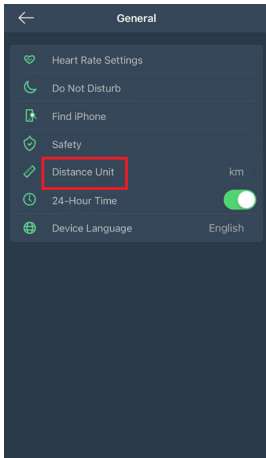 General
Heart Rate Settings
Do Not Disturb
Find iPhone
Safety
Distance Unit km
24-Hour Time
Device Language English